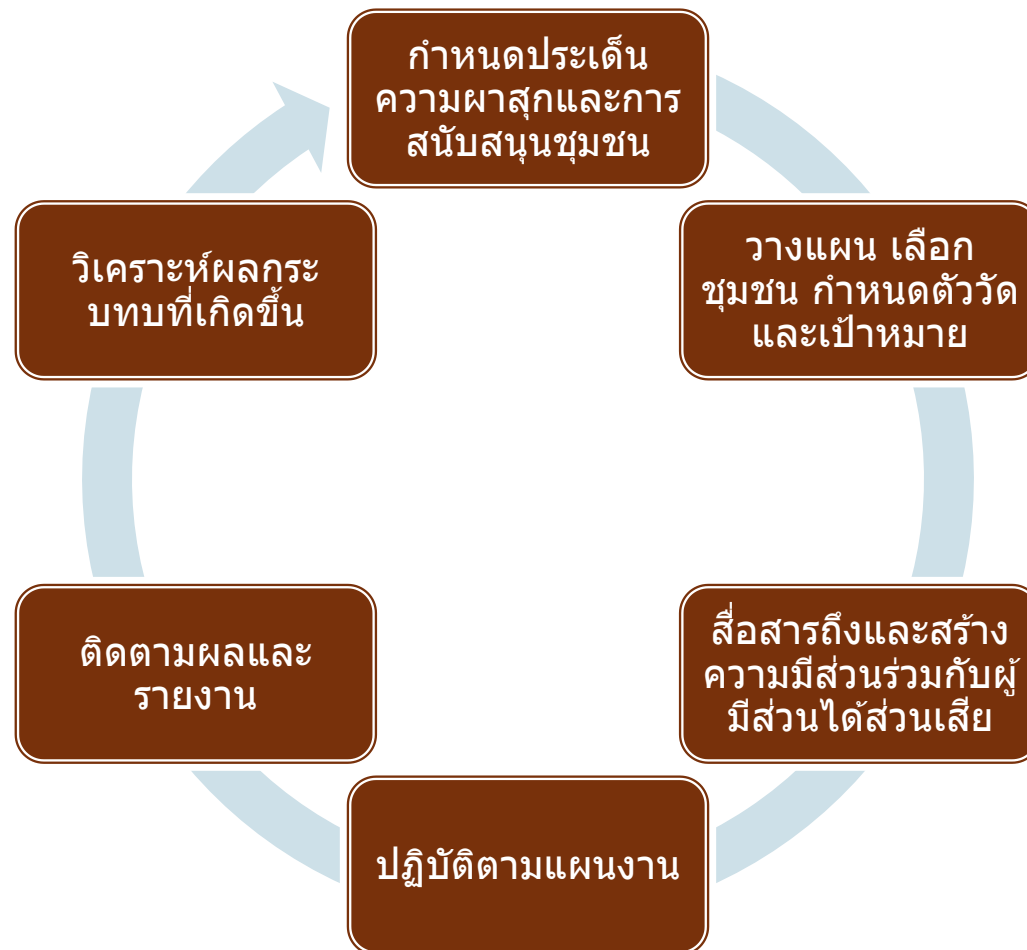 กำหนดประเด็น
ความผาสุกและการ
สนับสนุนชุมชน
วางแผน เลือก
ชุมชน กำหนดตัววัด
และเป้าหมาย
สื่อสารถึงและสร้าง
ความมีส่วนร่วมกับผู้
มีส่วนได้ส่วนเสีย
ปฏิบัติตามแผนงาน
ติดตามผลและ
รายงาน
วิเคราะห์ผลกระ
บทบที่เกิดขึ้น